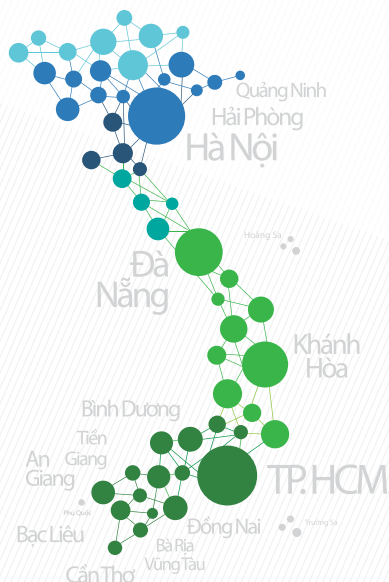 Quảng Ninh
Hải Phòng
Hà Nội
Hoàng Sa
Đà
Nẵng
Khánh
Hòa
Bình Dương
Tiền
Giang
An
Giang
TP. HCM
Phú Quốc
Trường Sa
Đồng Nai
Bạc Liêu
Bà Rịa
Vũng Tàu
Cần Thơ